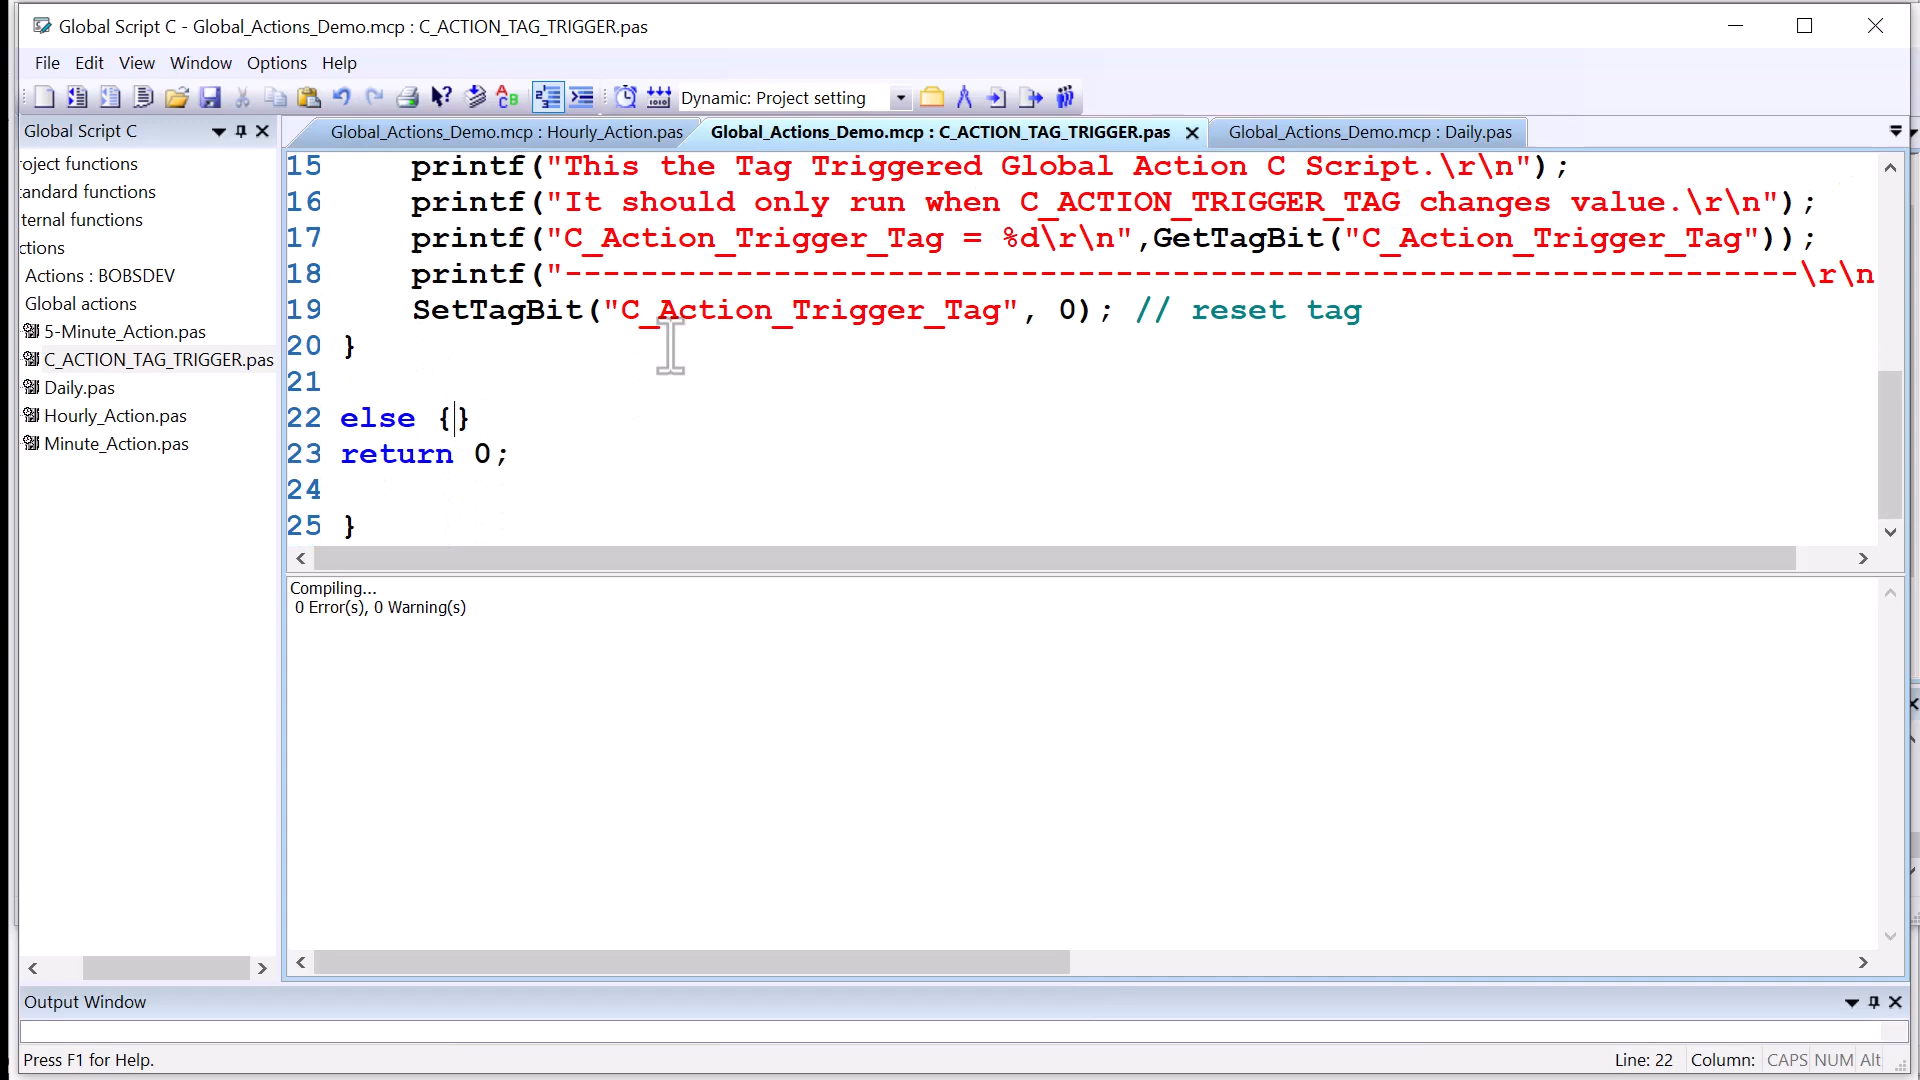 Global Script C - Global_Actions_Demo.mcp : C_ACTION_TAG_TRIGGER.pas
File Edit View Window Options Help
Dynamic: Project setting
Global Script C
Global_Actions_Demo.mcp : Hourly_Action.pas
Global_Actions_Demo.mcp : C_ACTION_TAG_TRIGGER.pas
Global_Actions_Demo.mcp : Daily.pas
roject functions
tandard functions
ternal functions
ctions
Actions : BOBSDEV
Global actions
5-Minute_Action.pas
C_ACTION_TAG_TRIGGER.pas
Daily.pas
Hourly_Action.pas
Minute_Action.pas
15 printf("This the Tag Triggered Global Action C Script.\r\n");
16 printf("It should only run when C_ACTION_TRIGGER_TAG changes value.\r\n");
17 printf("C_Action_Trigger_Tag = %d\r\n",GetTagBit("C_Action_Trigger_Tag"));
18 printf("-----------------------------------------------------------------\r\n
19 SetTagBit("C_Action_Trigger_Tag", 0); // reset tag
20 }
21
22 else {}
23 return 0;
24
25 }
Compiling...
0 Error(s), 0 Warning(s)
Output Window
Press F1 for Help.
Line: 22 Column: CAPS NUM Alt